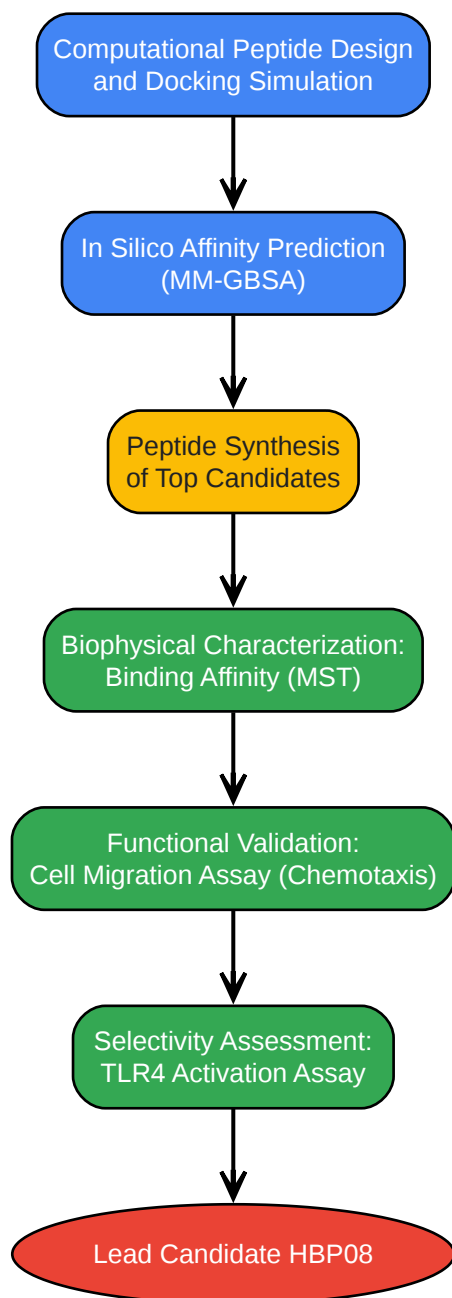 Computational Peptide Design
and Docking Simulation
In Silico Affinity Prediction
(MM-GBSA)
Peptide Synthesis
of Top Candidates
Biophysical Characterization:
Binding Affinity (MST)
Functional Validation:
Cell Migration Assay (Chemotaxis)
Selectivity Assessment:
TLR4 Activation Assay
Lead Candidate HBP08